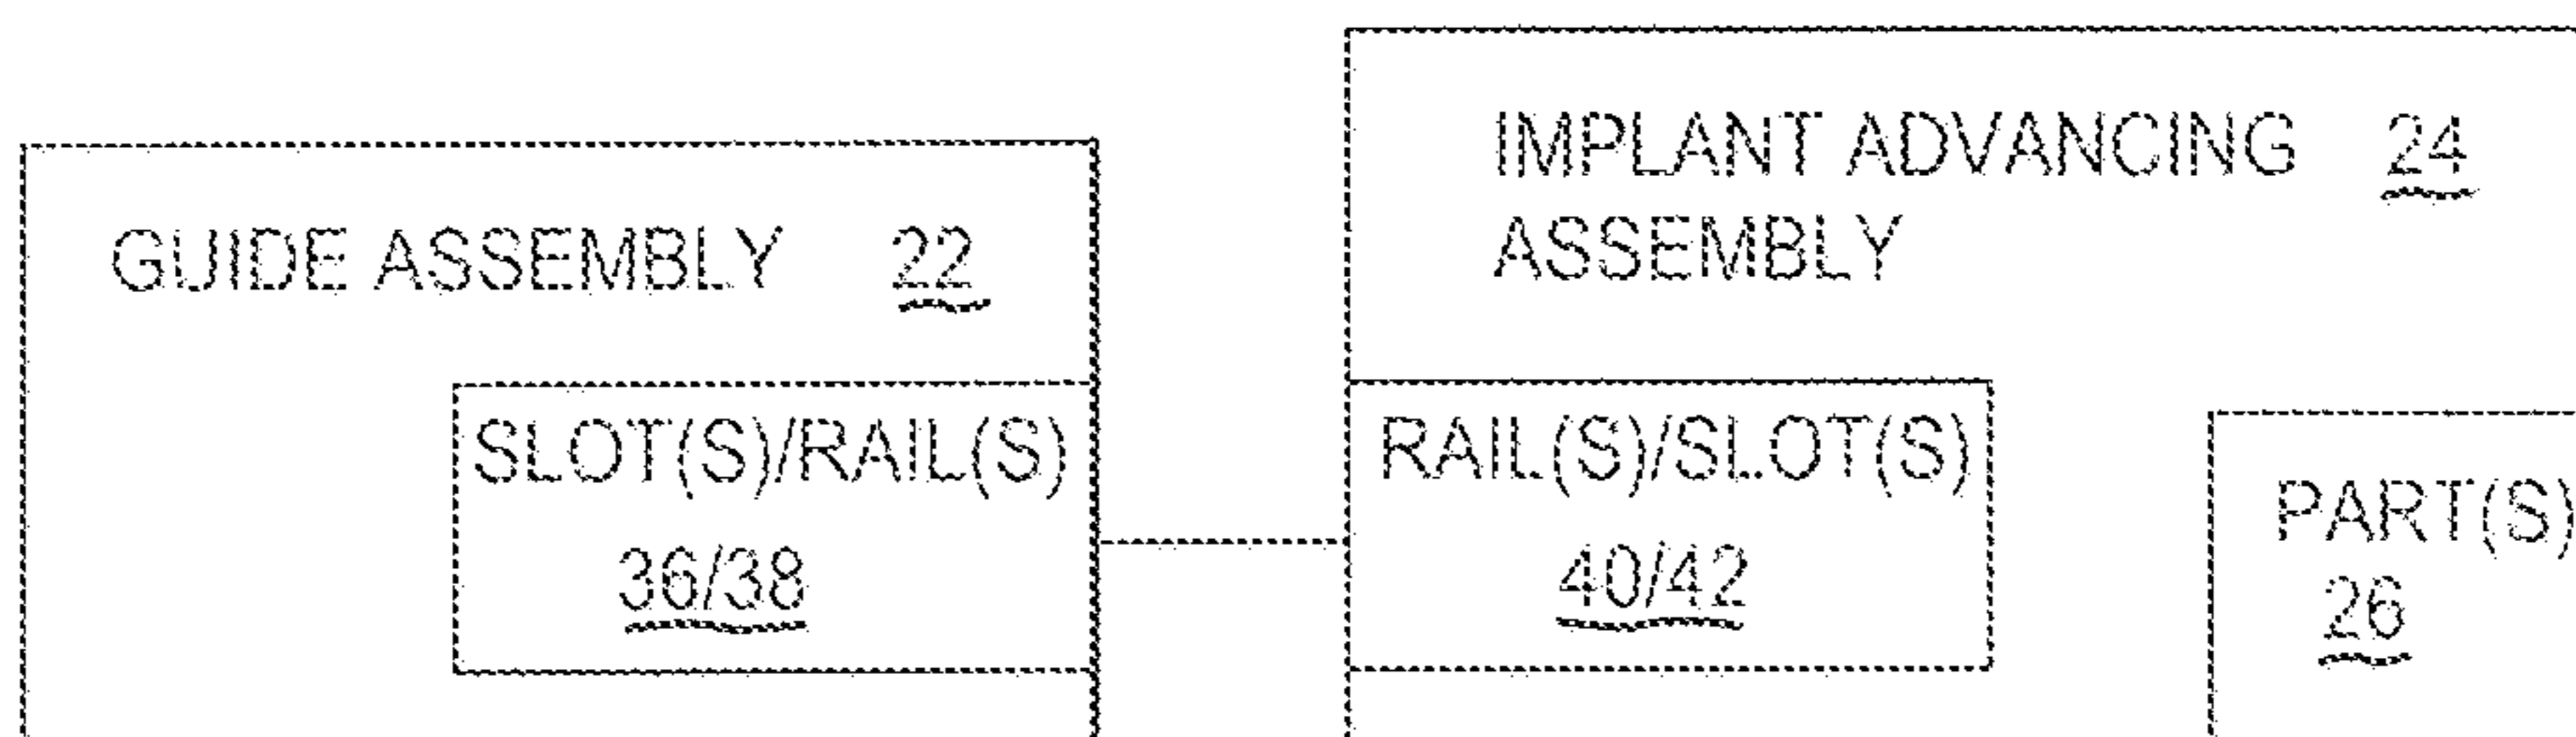 GUIDE ASSEMBLY 22
SLOT(S)/RAIL(S)
36/38
IMPLANT ADVANCING 24
ASSEMBLY
RAIL(S)/SLOT(S)
40/42
PART(S)
26